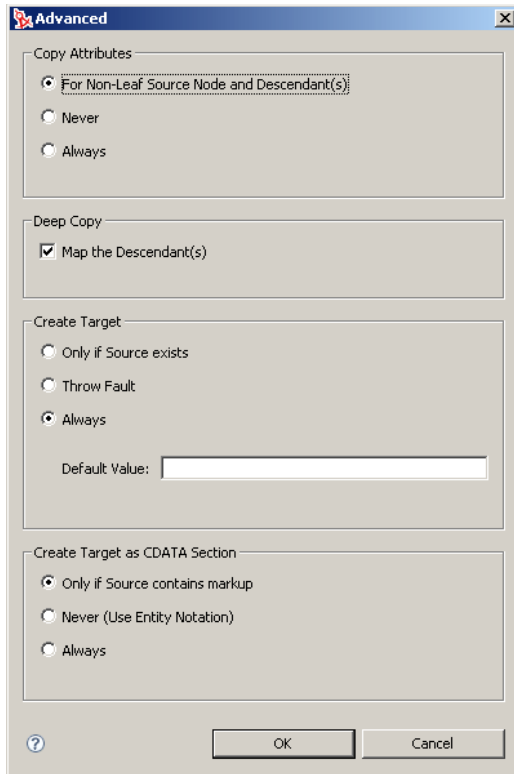 Advanced
Copy Attributes
For Non-Leaf Source Node and Descendant(s)
Never
Always
Deep Copy
Map the Descendant(s)
Create Target
Only if Source exists
Throw Fault
Always
Default Value:
Create Target as CDATA Section
Only if Source contains markup
Never (Use Entity Notation)
Always
OK Cancel